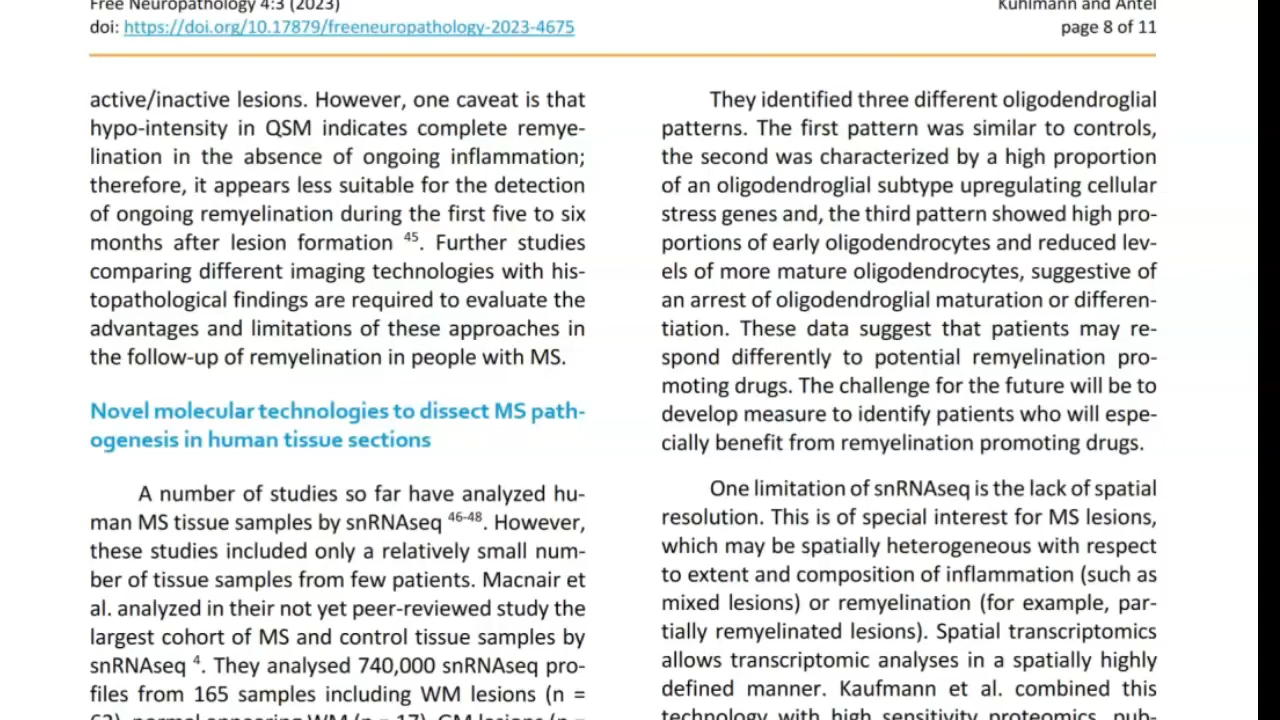 Free Neuropathology 4:3 (2023)
Kuhlmann and Antel
doi: https://doi.org/10.17879/freeneuropathology-2023-4675
page 8 of 11
active/inactive lesions. However, one caveat is that
hypo-intensity in QSM indicates complete remye-
lination in the absence of ongoing inflammation;
therefore, it appears less suitable for the detection
of ongoing remyelination during the first five to six
months after lesion formation 45. Further studies
comparing different imaging technologies with his-
topathological findings are required to evaluate the
advantages and limitations of these approaches in
the follow-up of remyelination in people with MS.
Novel molecular technologies to dissect MS path-
ogenesis in human tissue sections
A number of studies so far have analyzed hu-
man MS tissue samples by snRNAseq 46-48. However,
these studies included only a relatively small num-
ber of tissue samples from few patients. Macnair et
al. analyzed in their not yet peer-reviewed study the
largest cohort of MS and control tissue samples by
snRNAseq 4. They analysed 740,000 snRNAseq pro-
files from 165 samples including WM lesions (n =
62), normal appearing WM (n = 17), GM lesions (n =
They identified three different oligodendroglial
patterns. The first pattern was similar to controls,
the second was characterized by a high proportion
of an oligodendroglial subtype upregulating cellular
stress genes and, the third pattern showed high pro-
portions of early oligodendrocytes and reduced lev-
els of more mature oligodendrocytes, suggestive of
an arrest of oligodendroglial maturation or differen-
tiation. These data suggest that patients may re-
spond differently to potential remyelination pro-
moting drugs. The challenge for the future will be to
develop measure to identify patients who will espe-
cially benefit from remyelination promoting drugs.
One limitation of snRNAseq is the lack of spatial
resolution. This is of special interest for MS lesions,
which may be spatially heterogeneous with respect
to extent and composition of inflammation (such as
mixed lesions) or remyelination (for example, par-
tially remyelinated lesions). Spatial transcriptomics
allows transcriptomic analyses in a spatially highly
defined manner. Kaufmann et al. combined this
technology with high sensitivity proteomics, pub-